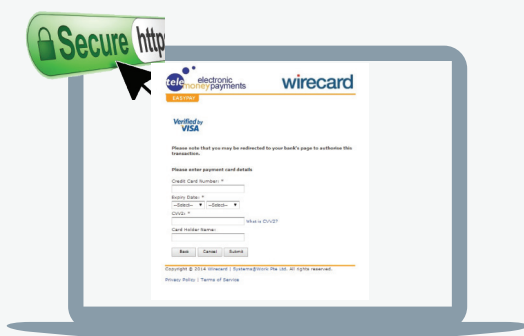 Secure http
telemoney electronic payments
wirecard
EASYPAY
Verified by
VISA
Please note that you may be redirected to your bank's page to authorise this
transaction.
Please enter payment card details
Credit Card Number: *
Expiry Date: *
--Select-- --Select--
CVV2: *
What is CVV2?
Card Holder Name:
Back Cancel Submit
Copyright © 2014 Wirecard | Systems@Work Pte Ltd. All rights reserved.
Privacy Policy | Terms of Service